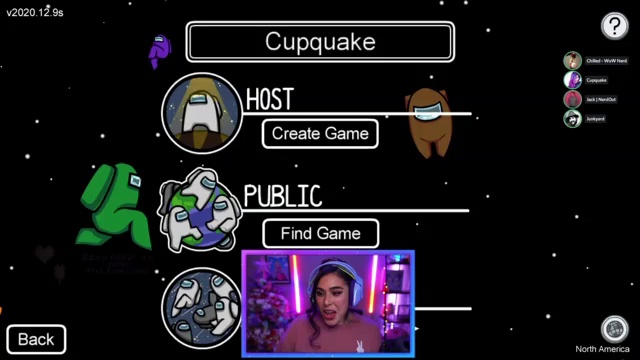 v2020.12.9s
Cupquake
Chilled - WoW Nerd
Cupquake
Jack | NerdOut
Junkyard
HOST
Create Game
PUBLIC
Find Game
Back
North America
?